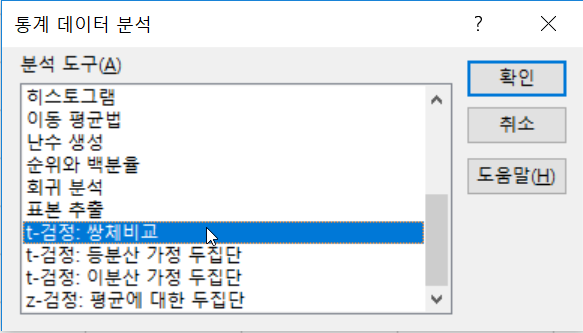 통계 데이터 분석
분석 도구(A)
히스토그램
이동 평균법
난수 생성
순위와 백분율
회귀 분석
표본 추출
t-검정: 쌍체비교
t-검정: 등분산 가정 두집단
t-검정: 이분산 가정 두집단
z-검정: 평균에 대한 두집단
확인
취소
도움말(H)